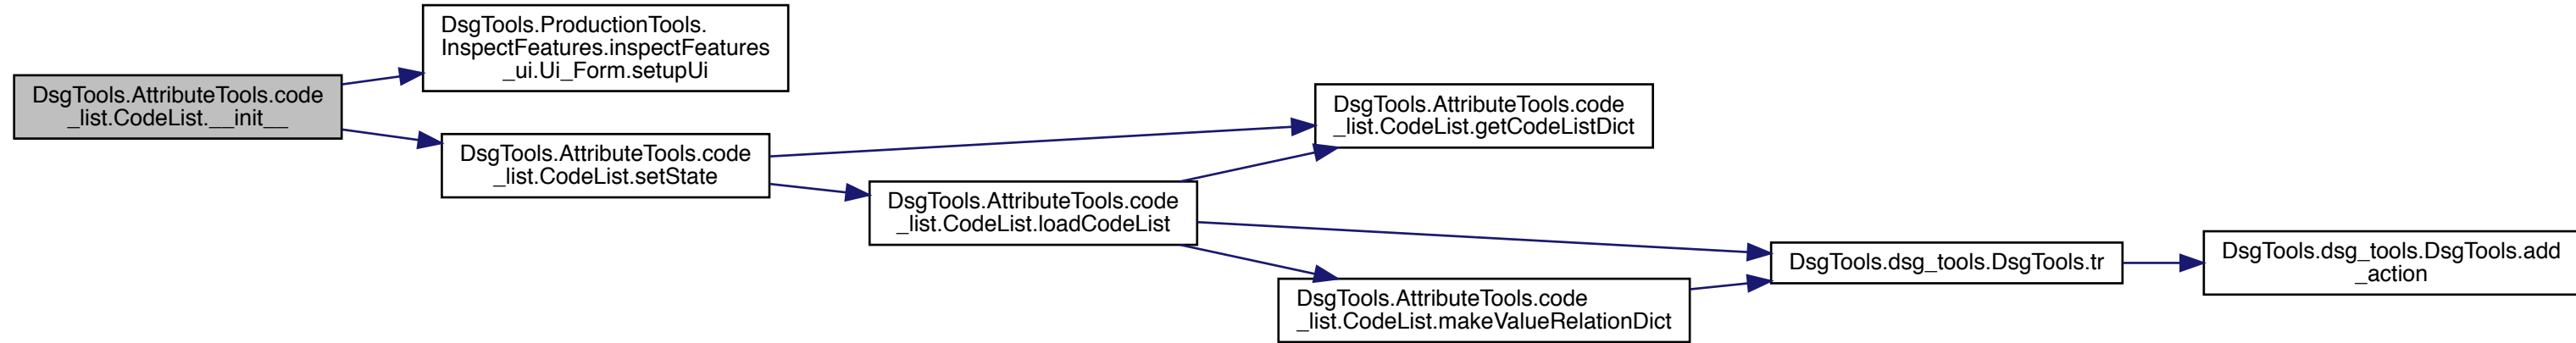 DsgTools.AttributeTools.code
_list.CodeList.__init__
DsgTools.ProductionTools.
InspectFeatures.inspectFeatures
_ui.Ui_Form.setupUi
DsgTools.AttributeTools.code
_list.CodeList.setState
DsgTools.AttributeTools.code
_list.CodeList.getCodeListDict
DsgTools.AttributeTools.code
_list.CodeList.loadCodeList
DsgTools.AttributeTools.code
_list.CodeList.makeValueRelationDict
DsgTools.dsg_tools.DsgTools.tr
DsgTools.dsg_tools.DsgTools.add
_action